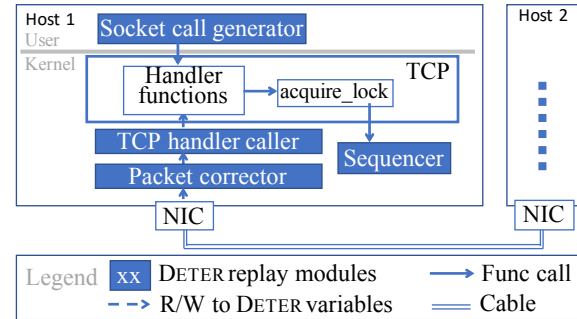 Host 1
Host 2
Socket call generator
User
Kernel
TCP
Handler
functions
acquire_lock
TCP handler caller
Sequencer
Packet corrector
NIC
NIC
Legend
xx
DETER replay modules
Func call
R/W to DETER variables
Cable